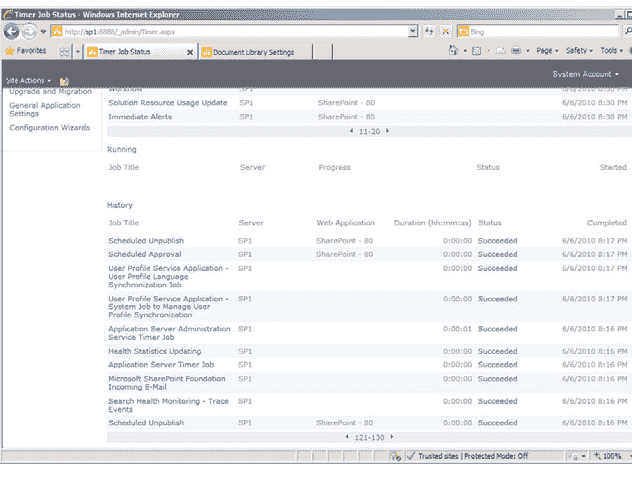 Timer Job Status - Windows Internet Explorer
http://sp1:8888/_admin/Timer.aspx
Bing
Favorites
Timer Job Status
Document Library Settings
Page
Safety
Tools
Site Actions
System Account
Upgrade and Migration
General Application
Settings
Configuration Wizards
Workflow SP1 6/6/2010 8:30 PM
Solution Resource Usage Update SP1 SharePoint - 80 6/6/2010 8:30 PM
Immediate Alerts SP1 SharePoint - 80 6/6/2010 8:30 PM
11-20
Running
Job Title Server Progress Status Started
History
Job Title Server Web Application Duration (hh:mm:ss) Status Completed
Scheduled Unpublish SP1 SharePoint - 80 0:00:00 Succeeded 6/6/2010 8:17 PM
Scheduled Approval SP1 SharePoint - 80 0:00:00 Succeeded 6/6/2010 8:17 PM
User Profile Service Application - SP1 0:00:00 Succeeded 6/6/2010 8:17 PM
User Profile Language
Synchronization Job
User Profile Service Application - SP1 0:00:00 Succeeded 6/6/2010 8:17 PM
System Job to Manage User
Profile Synchronization
Application Server Administration SP1 0:00:01 Succeeded 6/6/2010 8:16 PM
Service Timer Job
Health Statistics Updating SP1 0:00:00 Succeeded 6/6/2010 8:16 PM
Application Server Timer Job SP1 0:00:00 Succeeded 6/6/2010 8:16 PM
Microsoft SharePoint Foundation SP1 0:00:00 Succeeded 6/6/2010 8:16 PM
Incoming E-Mail
Search Health Monitoring - Trace SP1 0:00:00 Succeeded 6/6/2010 8:16 PM
Events
Scheduled Unpublish SP1 SharePoint - 80 0:00:00 Succeeded 6/6/2010 8:16 PM
121-130
Trusted sites | Protected Mode: Off 100%